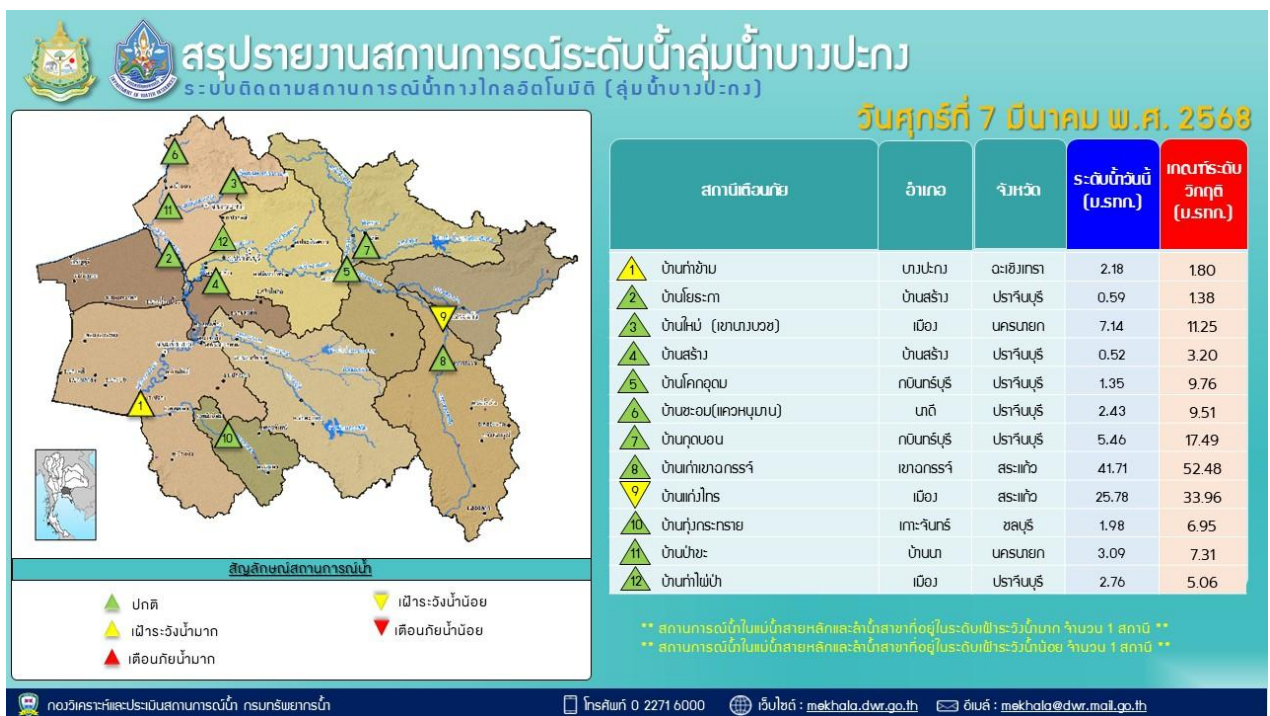 สรุปรายงานสถานการณ์ระดับน้ำลุ่มน้ำบางปะกง
ระบบติดตามสถานการณ์น้ำทางไกลอัตโนมัติ (ลุ่มน้ำบางปะกง)
วันศุกร์ที่ 7 มีนาคม พ.ศ. 2568
สถานีเตือนภัย อำเภอ จังหวัด ระดับน้ำวันนี้ (ม.รทก.) เกณฑ์ระดับวิกฤติ (ม.รทก.)
1 บ้านท่าข้าม บางปะกง ฉะเชิงเทรา 2.18 1.80
2 บ้านโยธะกา บ้านสร้าง ปราจีนบุรี 0.59 1.38
3 บ้านใหม่ (เขานางบวช) เมือง นครนายก 7.14 11.25
4 บ้านสร้าง บ้านสร้าง ปราจีนบุรี 0.52 3.20
5 บ้านโคกอุดม กบินทร์บุรี ปราจีนบุรี 1.35 9.76
6 บ้านซะอม(แควหนุมาน) นาดี ปราจีนบุรี 2.43 9.51
7 บ้านกุดบอน กบินทร์บุรี ปราจีนบุรี 5.46 17.49
8 บ้านเก่าเขาฉกรรจ์ เขาฉกรรจ์ สระแก้ว 41.71 52.48
9 บ้านแก่งไทร เมือง สระแก้ว 25.78 33.96
10 บ้านทุ่งกระทราย เกาะจันทร์ ชลบุรี 1.98 6.95
11 บ้านป่าขะ บ้านนา นครนายก 3.09 7.31
12 บ้านท่าไผ่ป่า เมือง ปราจีนบุรี 2.76 5.06
** สถานการณ์น้ำในแม่น้ำสายหลักและลำน้ำสาขาที่อยู่ในระดับเฝ้าระวังน้ำมาก จำนวน 1 สถานี **
** สถานการณ์น้ำในแม่น้ำสายหลักและลำน้ำสาขาที่อยู่ในระดับเฝ้าระวังน้ำน้อย จำนวน 1 สถานี **
6
3
11
12
2
7
5
4
9
8
1
10
สัญลักษณ์สถานการณ์น้ำ
ปกติ
เฝ้าระวังน้ำมาก
เตือนภัยน้ำมาก
เฝ้าระวังน้ำน้อย
เตือนภัยน้ำน้อย
กองวิเคราะห์และประเมินสถานการณ์น้ำ กรมทรัพยากรน้ำ
โทรศัพท์ 0 2271 6000
เว็บไซต์ : mekhala.dwr.go.th
อีเมล์ : mekhala@dwr.mail.go.th